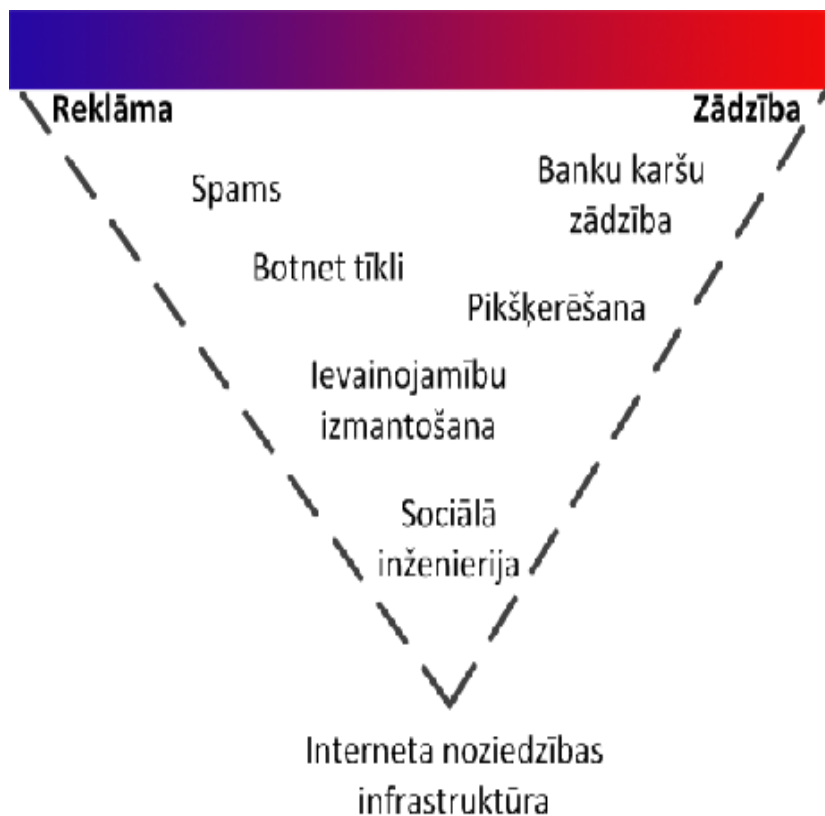 Reklāma
Zādzība
Spams
Banku karšu
zādzība
Botnet tīkli
Pikšķerēšana
Ievainojamību
izmantošana
Sociālā
inženierija
Interneta noziedzības
infrastruktūra